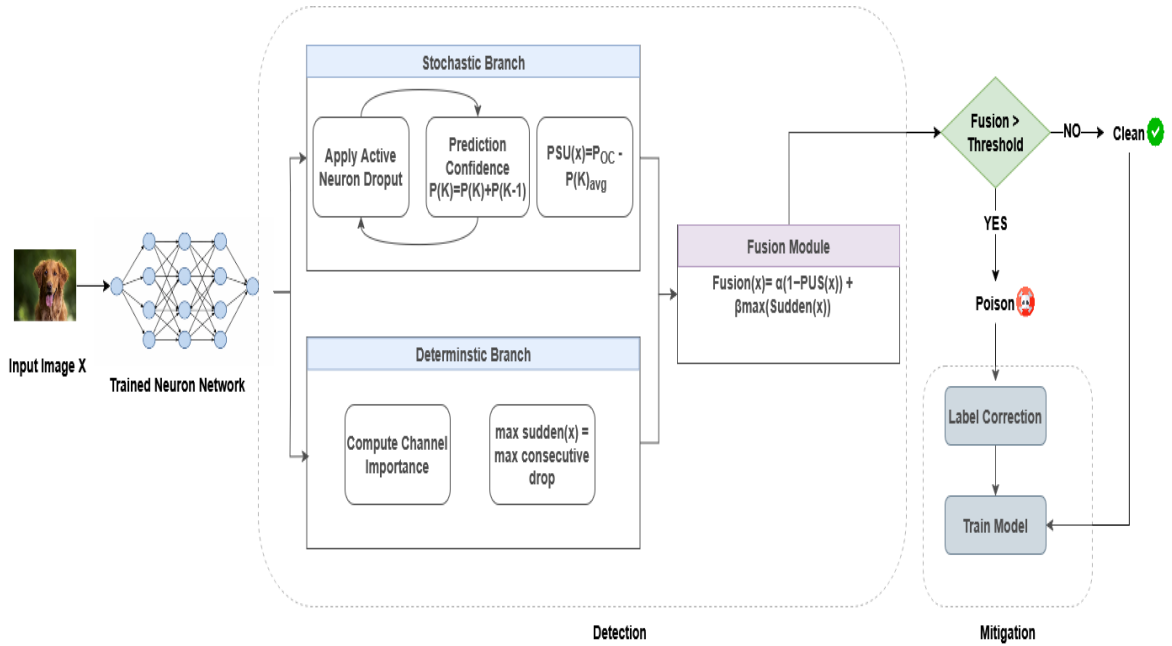 Input Image X
Trained Neuron Network
Stochastic Branch
Apply Active
Neuron Droput
Prediction
Confidence
P(K)=P(K)+P(K-1)
PSU(x)=POC -
P(K)avg
Determinstic Branch
Compute Channel
Importance
max sudden(x) =
max consecutive
drop
Fusion Module
Fusion(x)= α(1−PUS(x)) +
βmax(Sudden(x))
Detection
Fusion >
Threshold
NO
Clean
YES
Poison
Label Correction
Train Model
Mitigation